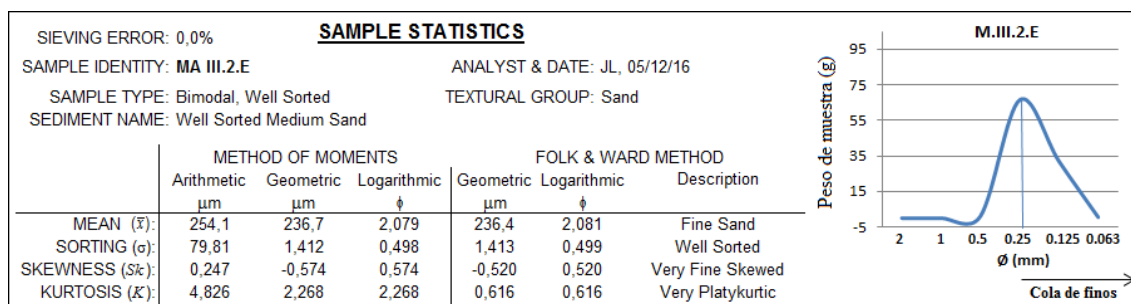 SAMPLE STATISTICS
SIEVING ERROR: 0,0%
SAMPLE IDENTITY: MA III.2.E ANALYST & DATE: JL, 05/12/16
SAMPLE TYPE: Bimodal, Well Sorted TEXTURAL GROUP: Sand
SEDIMENT NAME: Well Sorted Medium Sand
METHOD OF MOMENTS FOLK & WARD METHOD
Arithmetic Geometric Logarithmic Geometric Logarithmic Description
μm μm ϕ μm ϕ
MEAN (x̄): 254,1 236,7 2,079 236,4 2,081 Fine Sand
SORTING (σ): 79,81 1,412 0,498 1,413 0,499 Well Sorted
SKEWNESS (Sk): 0,247 -0,574 0,574 -0,520 0,520 Very Fine Skewed
KURTOSIS (K): 4,826 2,268 2,268 0,616 0,616 Very Platykurtic
M.III.2.E
Peso de muestra (g)
95
75
55
35
15
-5
2 1 0.5 0.25 0.125 0.063
Ø (mm)
Cola de finos